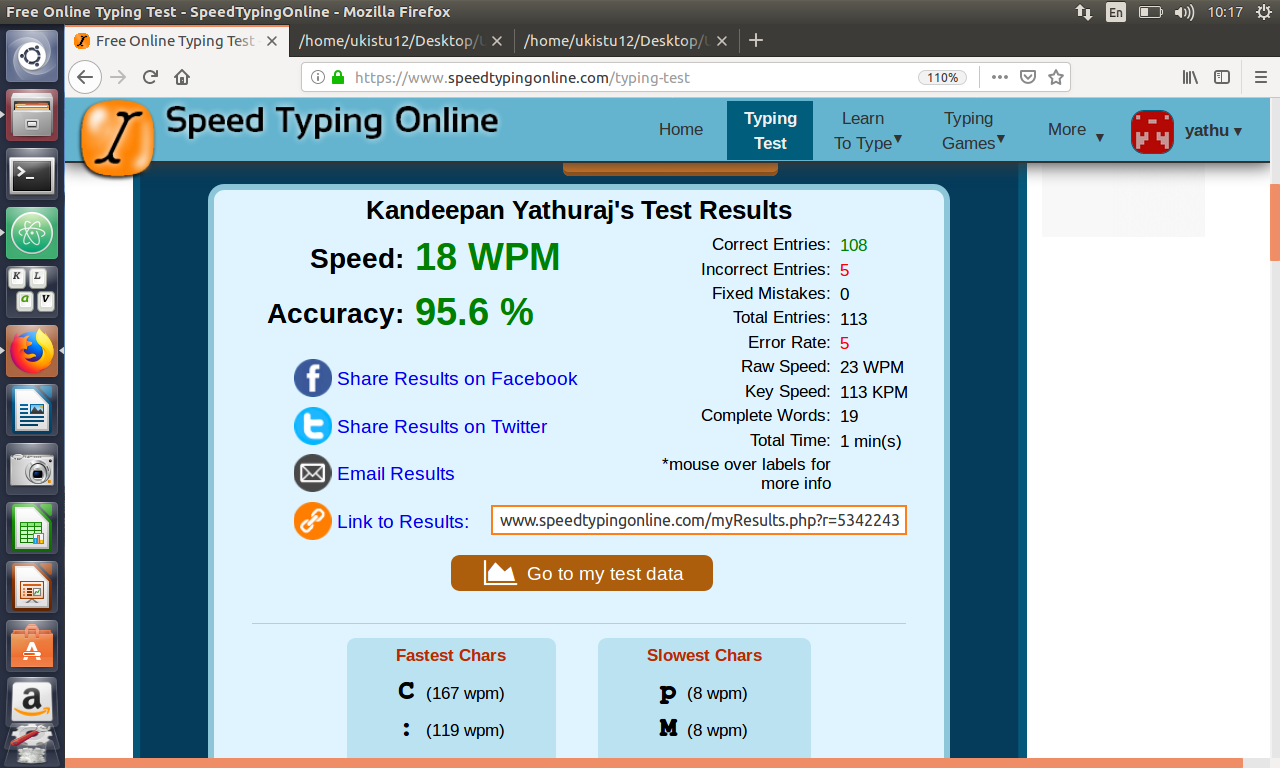 Free Online Typing Test - SpeedTypingOnline - Mozilla Firefox
En
10:17
Free Online Typing Test
/home/ukistu12/Desktop/
/home/ukistu12/Desktop/
https://www.speedtypingonline.com/typing-test
110%
Speed Typing Online
Home
Typing Test
Learn To Type
Typing Games
More
yathu
Kandeepan Yathuraj's Test Results
Speed: 18 WPM
Accuracy: 95.6 %
Share Results on Facebook
Share Results on Twitter
Email Results
Link to Results: www.speedtypingonline.com/myResults.php?r=5342243
Correct Entries: 108
Incorrect Entries: 5
Fixed Mistakes: 0
Total Entries: 113
Error Rate: 5
Raw Speed: 23 WPM
Key Speed: 113 KPM
Complete Words: 19
Total Time: 1 min(s)
*mouse over labels for
more info
Go to my test data
Fastest Chars
C (167 wpm)
: (119 wpm)
Slowest Chars
p (8 wpm)
M (8 wpm)
K L
a v